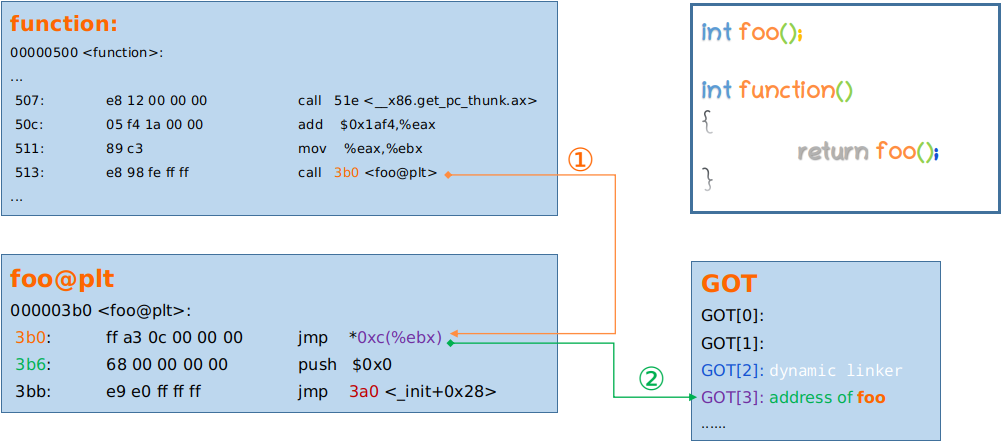 function:
00000500 <function>:
...
507: e8 12 00 00 00 call 51e <__x86.get_pc_thunk.ax>
50c: 05 f4 1a 00 00 add $0x1af4,%eax
511: 89 c3 mov %eax,%ebx
513: e8 98 fe ff ff call 3b0 <foo@plt>
...
①
int foo();
int function()
{
return foo();
}
foo@plt
000003b0 <foo@plt>:
3b0: ff a3 0c 00 00 00 jmp *0xc(%ebx)
3b6: 68 00 00 00 00 push $0x0
3bb: e9 e0 ff ff ff jmp 3a0 <_init+0x28>
②
GOT
GOT[0]:
GOT[1]:
GOT[2]: dynamic linker
GOT[3]: address of foo
......